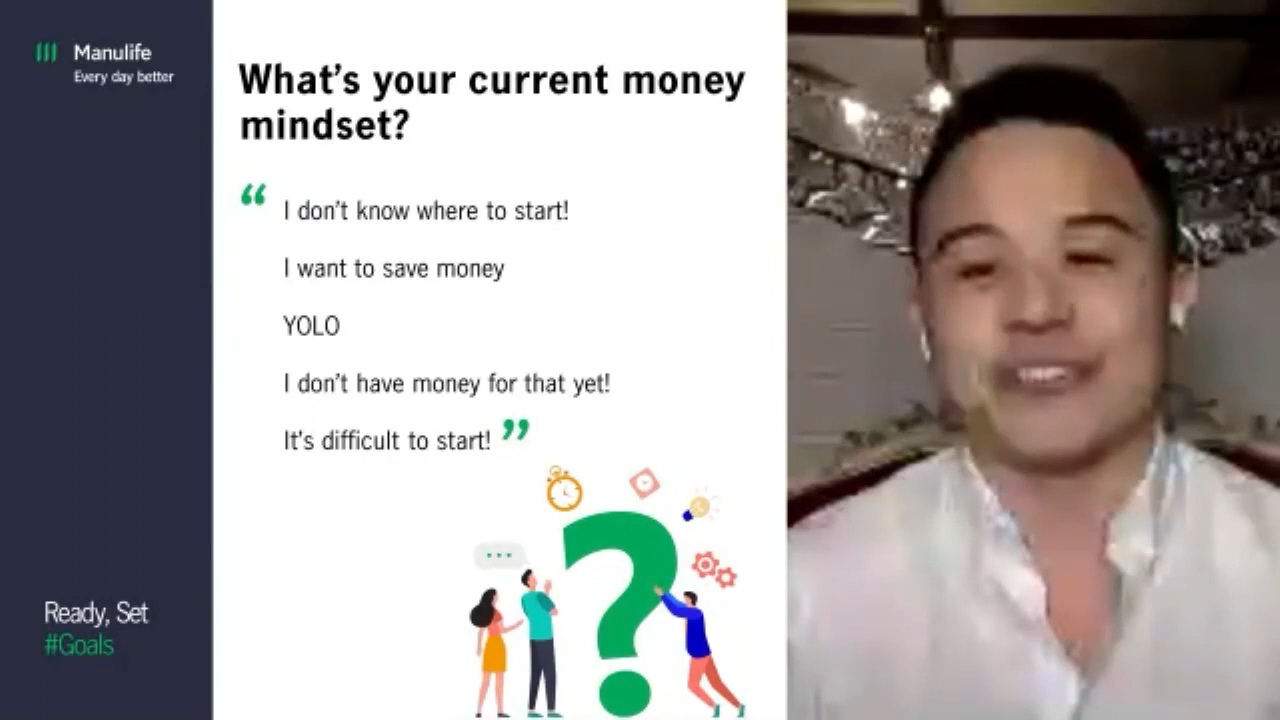 Manulife
Every day better
What's your current money
mindset?
“ I don't know where to start!
I want to save money
YOLO
I don't have money for that yet!
It's difficult to start! ”
Ready, Set
#Goals